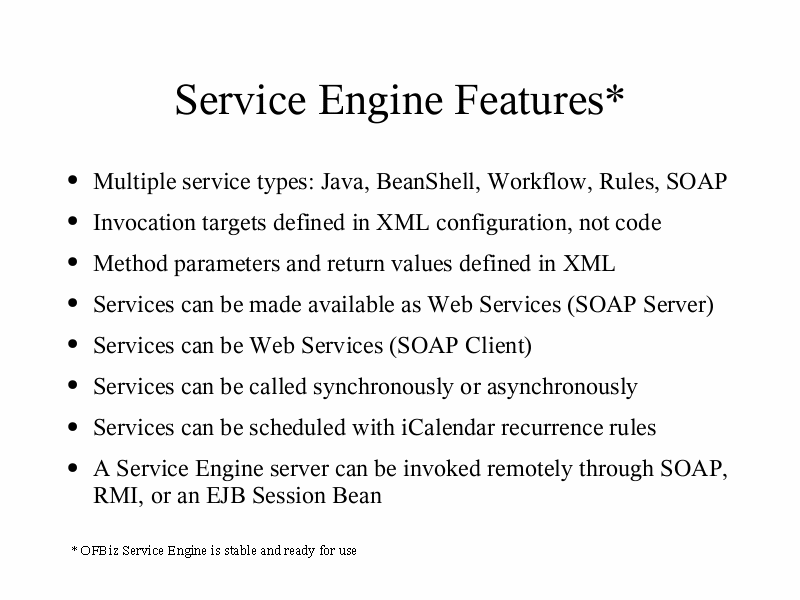 Service Engine Features*
• Multiple service types: Java, BeanShell, Workflow, Rules, SOAP
• Invocation targets defined in XML configuration, not code
• Method parameters and return values defined in XML
• Services can be made available as Web Services (SOAP Server)
• Services can be Web Services (SOAP Client)
• Services can be called synchronously or asynchronously
• Services can be scheduled with iCalendar recurrence rules
• A Service Engine server can be invoked remotely through SOAP,
RMI, or an EJB Session Bean
* OFBiz Service Engine is stable and ready for use